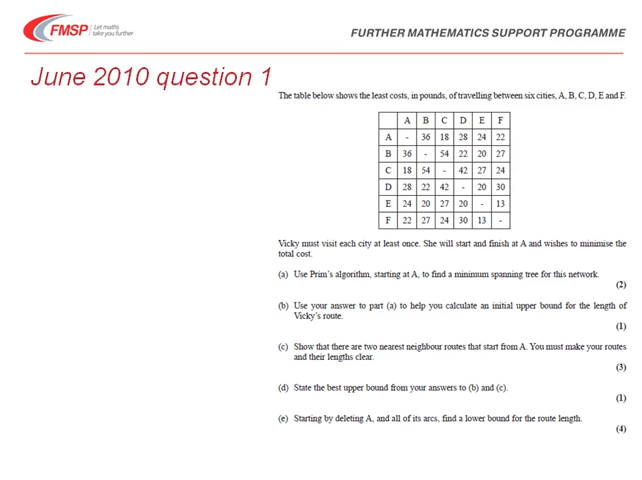 FMSP
Let maths
take you further
FURTHER MATHEMATICS SUPPORT PROGRAMME
June 2010 question 1
The table below shows the least costs, in pounds, of travelling between six cities, A, B, C, D, E and F.
A B C D E F
A - 36 18 28 24 22
B 36 - 54 22 20 27
C 18 54 - 42 27 24
D 28 22 42 - 20 30
E 24 20 27 20 - 13
F 22 27 24 30 13 -
Vicky must visit each city at least once. She will start and finish at A and wishes to minimise the
total cost.
(a) Use Prim's algorithm, starting at A, to find a minimum spanning tree for this network.
(2)
(b) Use your answer to part (a) to help you calculate an initial upper bound for the length of
Vicky's route.
(1)
(c) Show that there are two nearest neighbour routes that start from A. You must make your routes
and their lengths clear.
(3)
(d) State the best upper bound from your answers to (b) and (c).
(1)
(e) Starting by deleting A, and all of its arcs, find a lower bound for the route length.
(4)